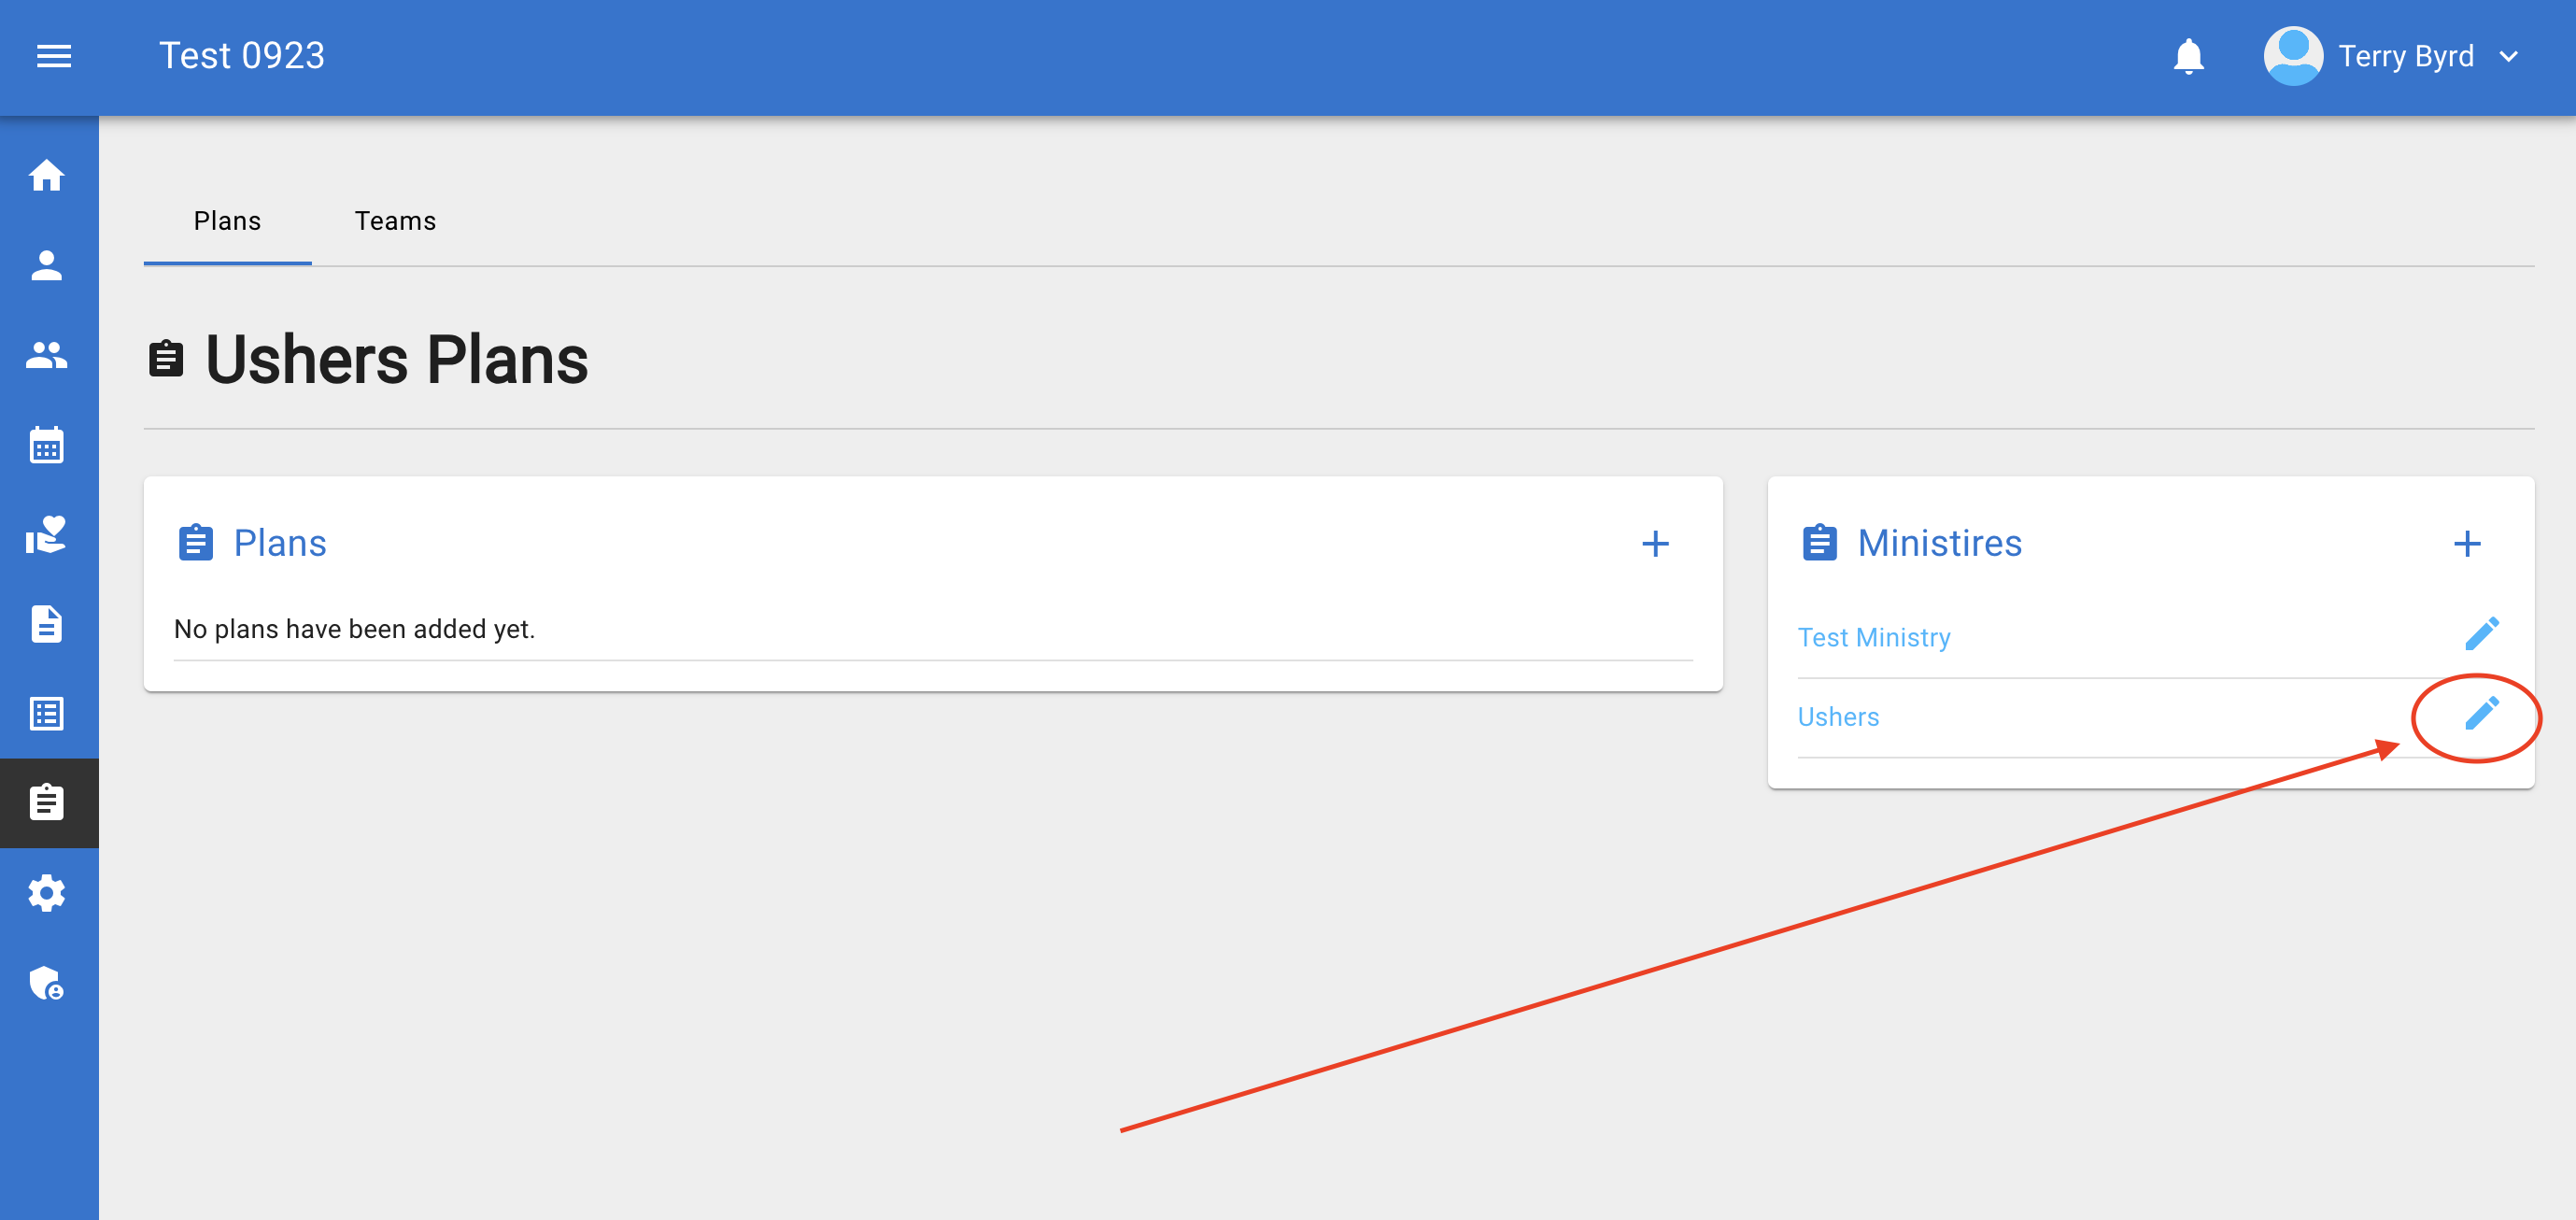 Test 0923
Terry Byrd
Plans
Teams
Ushers Plans
Plans
No plans have been added yet.
Ministires
Test Ministry
Ushers